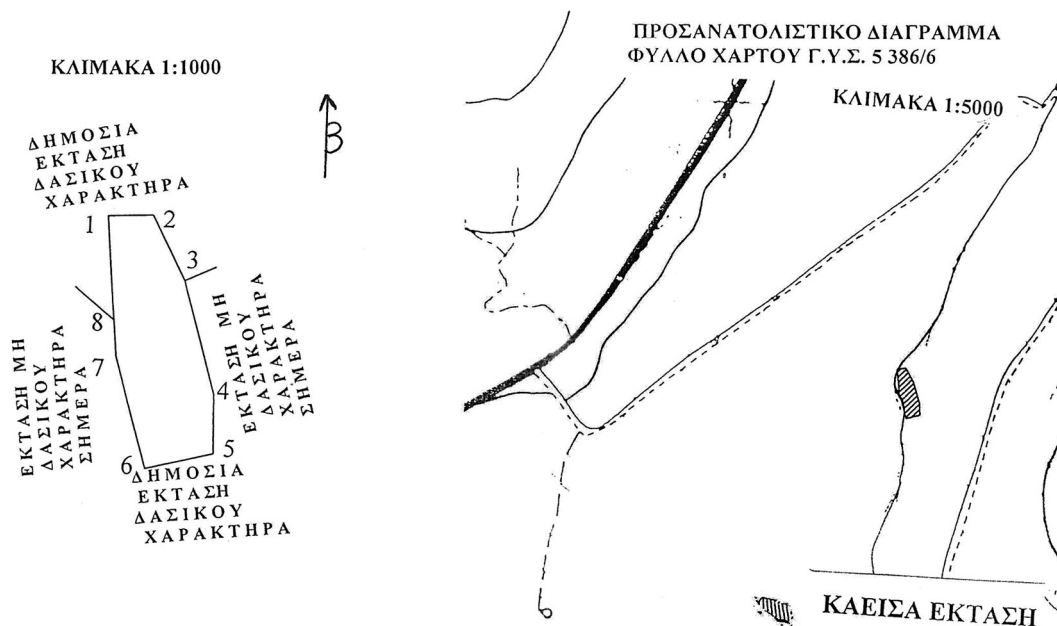 ΚΛΙΜΑΚΑ 1:1000
Β
ΔΗΜΟΣΙΑ
ΕΚΤΑΣΗ
ΔΑΣΙΚΟΥ
ΧΑΡΑΚΤΗΡΑ
1
2
3
8
7
4
5
6
ΕΚΤΑΣΗ ΜΗ
ΔΑΣΙΚΟΥ
ΧΑΡΑΚΤΗΡΑ
ΣΗΜΕΡΑ
ΕΚΤΑΣΗ ΜΗ
ΔΑΣΙΚΟΥ
ΧΑΡΑΚΤΗΡΑ
ΣΗΜΕΡΑ
ΔΗΜΟΣΙΑ
ΕΚΤΑΣΗ
ΔΑΣΙΚΟΥ
ΧΑΡΑΚΤΗΡΑ
ΠΡΟΣΑΝΑΤΟΛΙΣΤΙΚΟ ΔΙΑΓΡΑΜΜΑ
ΦΥΛΛΟ ΧΑΡΤΟΥ Γ.Υ.Σ. 5 386/6
ΚΛΙΜΑΚΑ 1:5000
ΚΑΕΙΣΑ ΕΚΤΑΣΗ